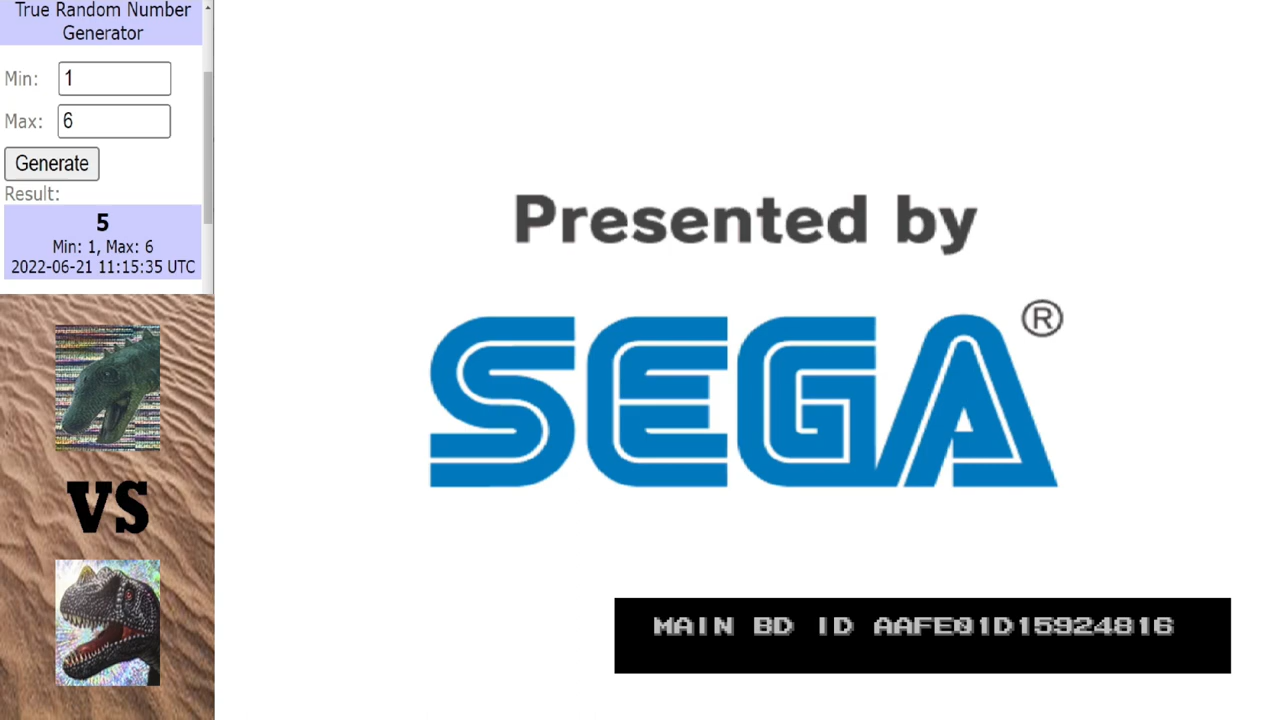 True Random Number
Generator
Min: 1
Max: 6
Generate
Result:
5
Min: 1, Max: 6
2022-06-21 11:15:35 UTC
VS
Presented by
SEGA®
MAIN BD ID AAFE01D15924816